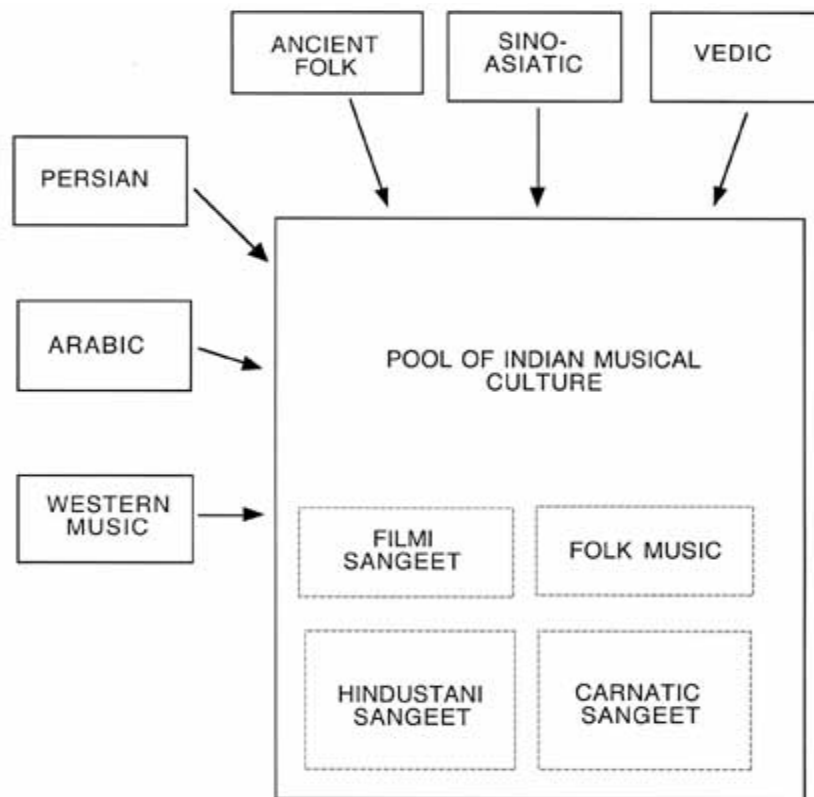 ANCIENT
FOLK
SINO-
ASIATIC
VEDIC
PERSIAN
ARABIC
WESTERN
MUSIC
POOL OF INDIAN MUSICAL
CULTURE
FILMI
SANGEET
FOLK MUSIC
HINDUSTANI
SANGEET
CARNATIC
SANGEET